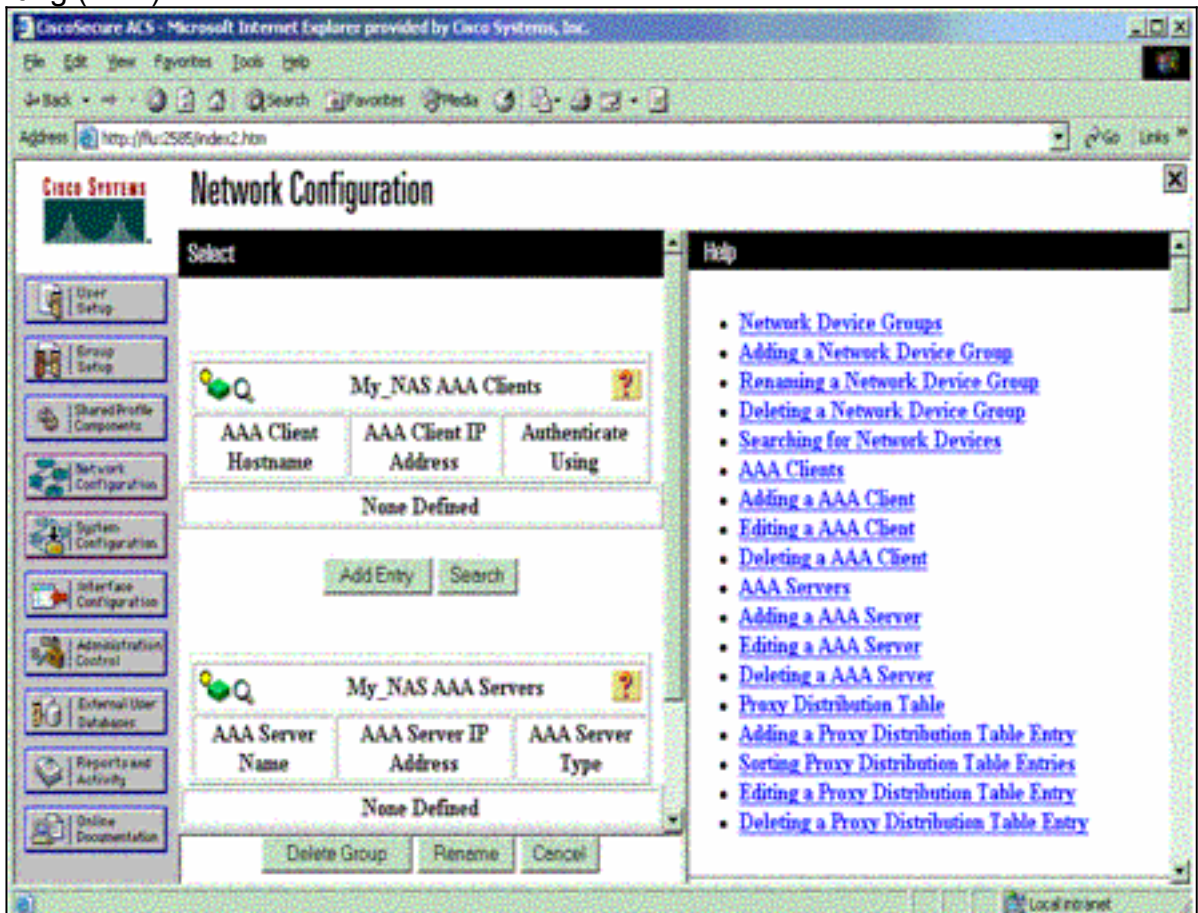 CiscoSecure ACS - Microsoft Internet Explorer provided by Cisco Systems, Inc.
File Edit View Favorites Tools Help
Back Search Favorites Media
Address http://flu:2585/index2.htm Go Links »
CISCO SYSTEMS
Network Configuration
Select
Help
User Setup
Group Setup
Shared Profile Components
Network Configuration
System Configuration
Interface Configuration
Administration Control
External User Databases
Reports and Activity
Online Documentation
My_NAS AAA Clients
AAA Client Hostname
AAA Client IP Address
Authenticate Using
None Defined
Add Entry Search
My_NAS AAA Servers
AAA Server Name
AAA Server IP Address
AAA Server Type
None Defined
Delete Group Rename Cancel
• Network Device Groups
• Adding a Network Device Group
• Renaming a Network Device Group
• Deleting a Network Device Group
• Searching for Network Devices
• AAA Clients
• Adding a AAA Client
• Editing a AAA Client
• Deleting a AAA Client
• AAA Servers
• Adding a AAA Server
• Editing a AAA Server
• Deleting a AAA Server
• Proxy Distribution Table
• Adding a Proxy Distribution Table Entry
• Sorting Proxy Distribution Table Entries
• Editing a Proxy Distribution Table Entry
• Deleting a Proxy Distribution Table Entry
Local intranet